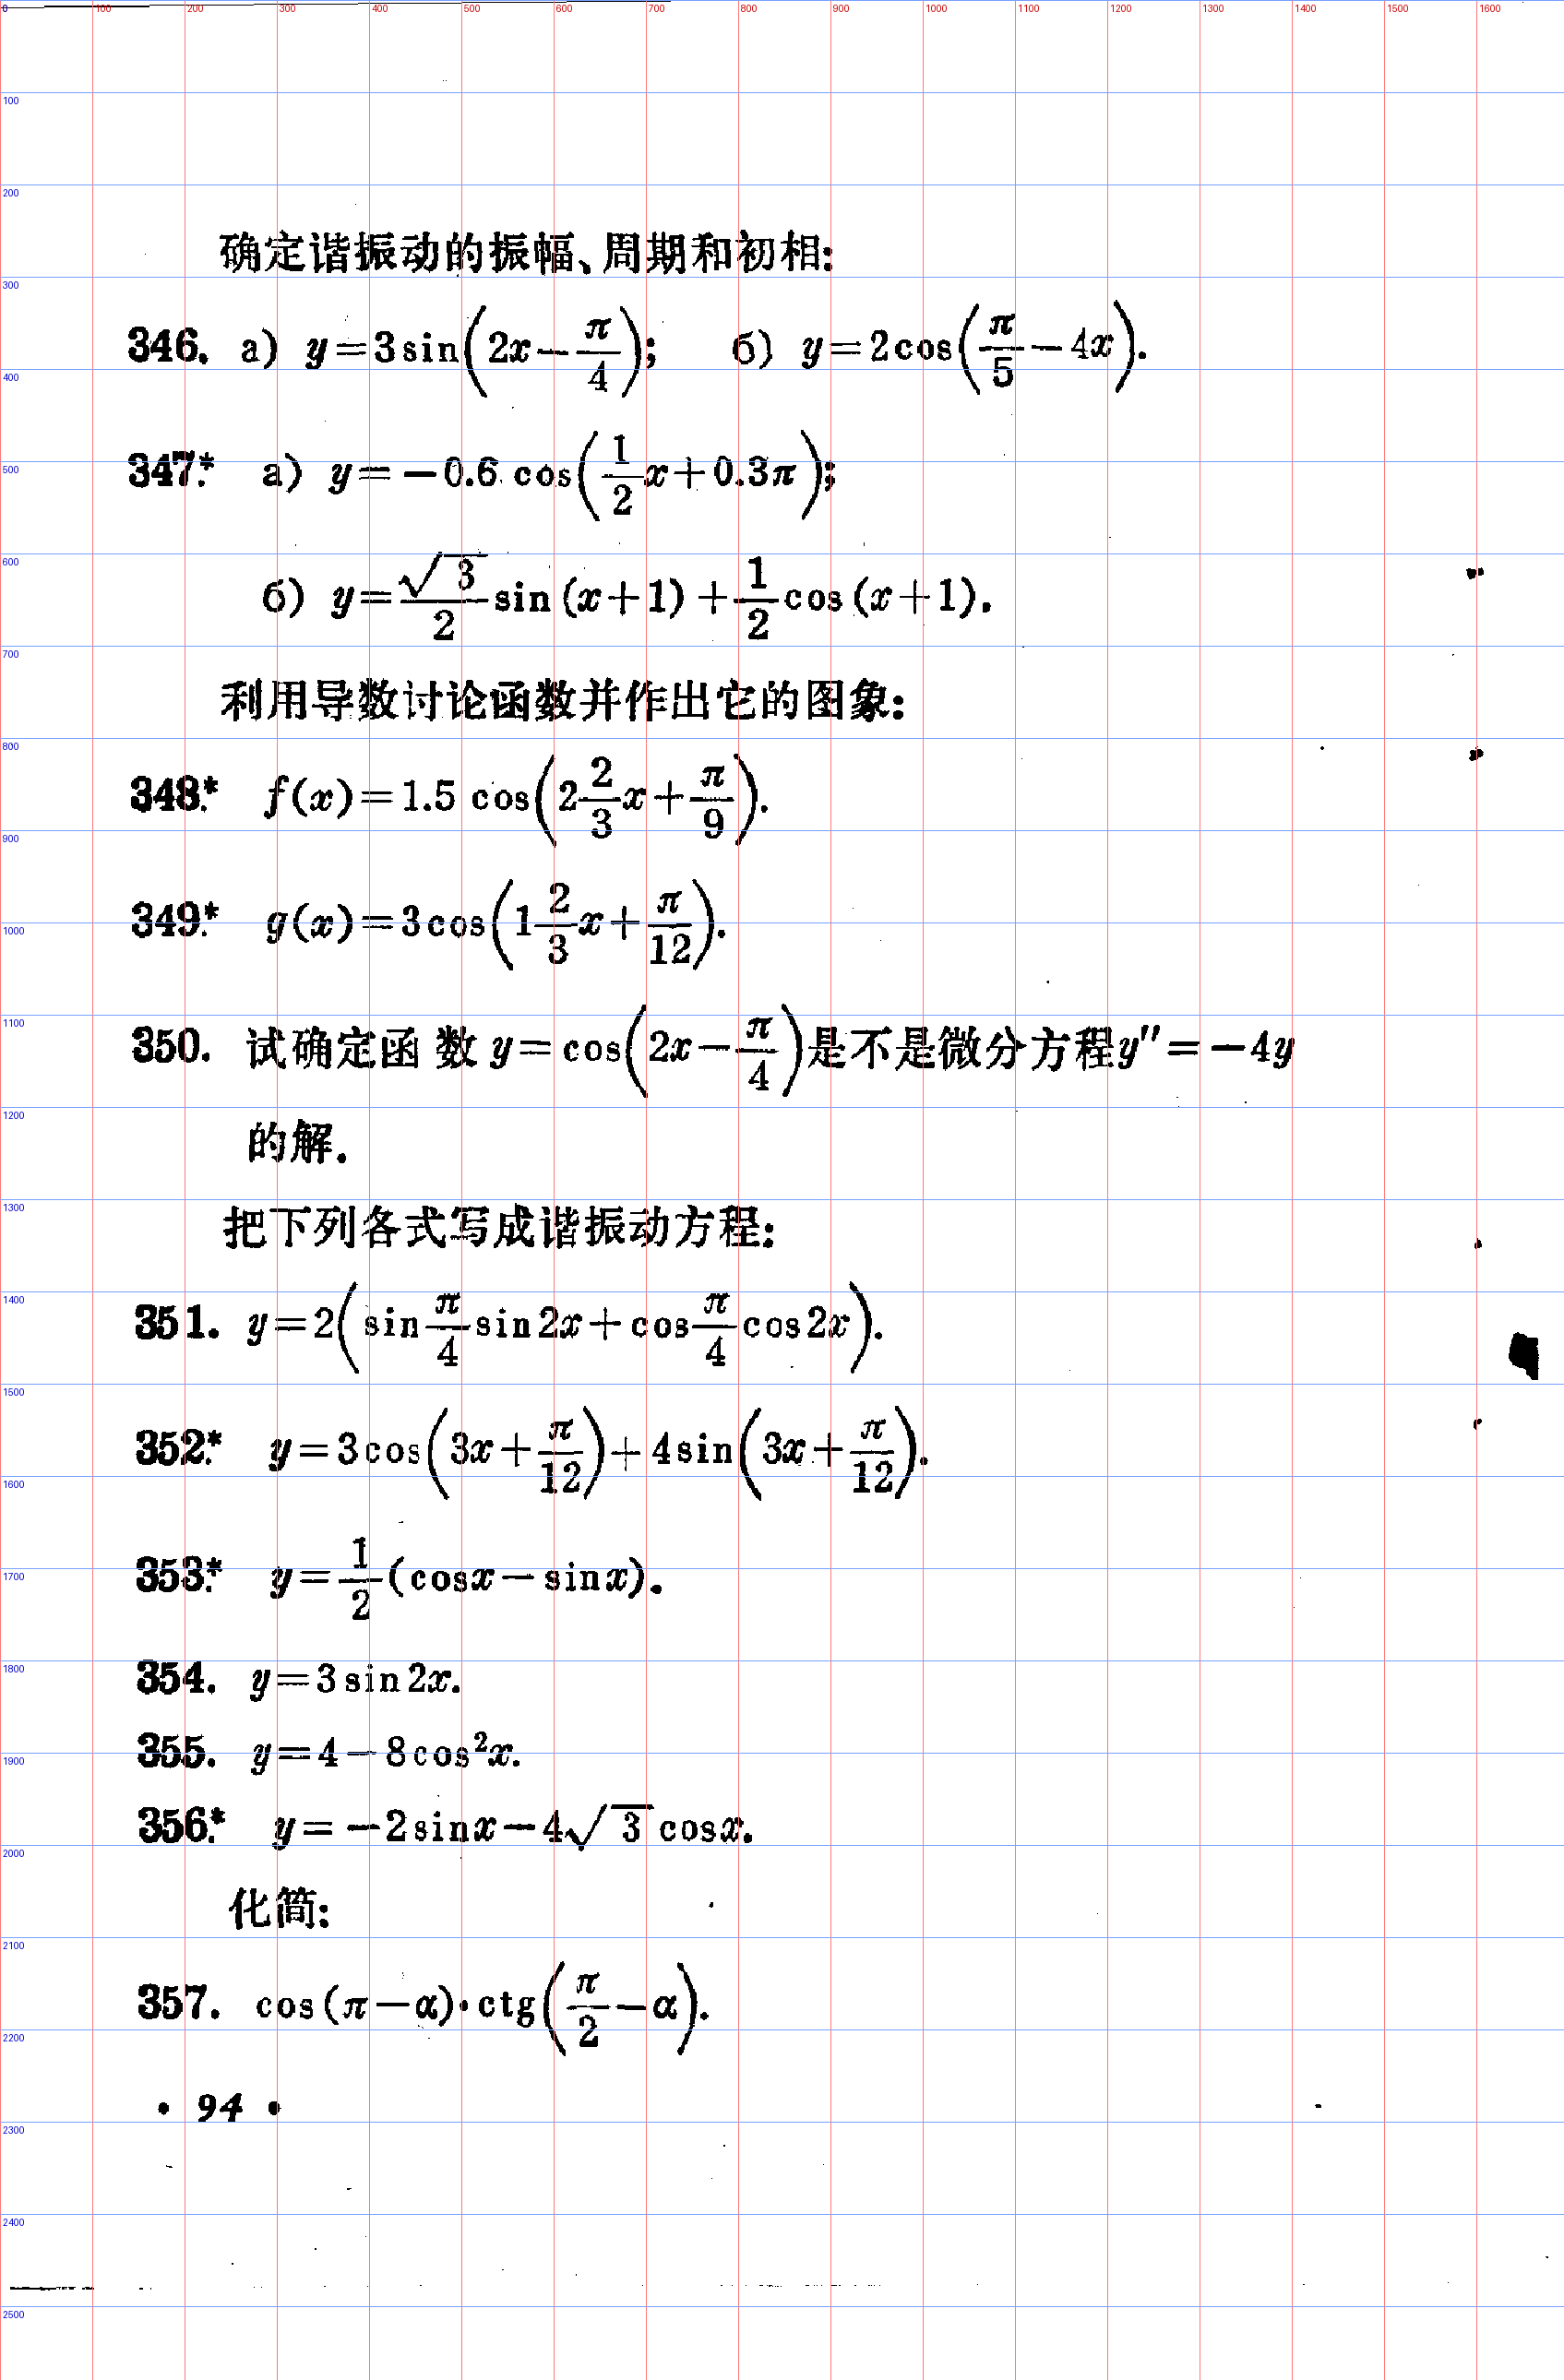 确定谐振动的振幅、周期和初相:
346. a) y=3sin(2x−π/4);  б) y=2cos(π/5−4x).
347.* a) y=−0.6 cos(1/2 x+0.3π);
б) y=√3/2 sin(x+1)+1/2 cos(x+1).
利用导数讨论函数并作出它的图象:
348.* f(x)=1.5 cos(2 2/3 x+π/9).
349.* g(x)=3cos(1 2/3 x+π/12).
350. 试确定函数 y=cos(2x−π/4)是不是微分方程y″=−4y
的解.
把下列各式写成谐振动方程:
351. y=2(sin π/4 sin2x+cos π/4 cos2x).
352.* y=3cos(3x+π/12)+4sin(3x+π/12).
353.* y=1/2(cosx−sinx).
354. y=3sin2x.
355. y=4−8cos²x.
356.* y=−2sinx−4√3 cosx.
化简:
357. cos(π−α)·ctg(π/2−α).
• 94 •